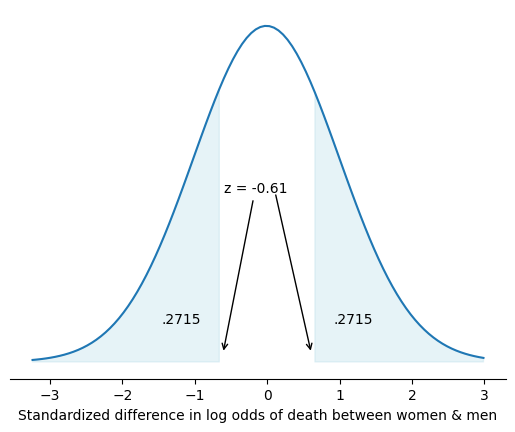 z = -0.61
.2715 .2715
−3 −2 −1 0 1 2 3
Standardized difference in log odds of death between women & men